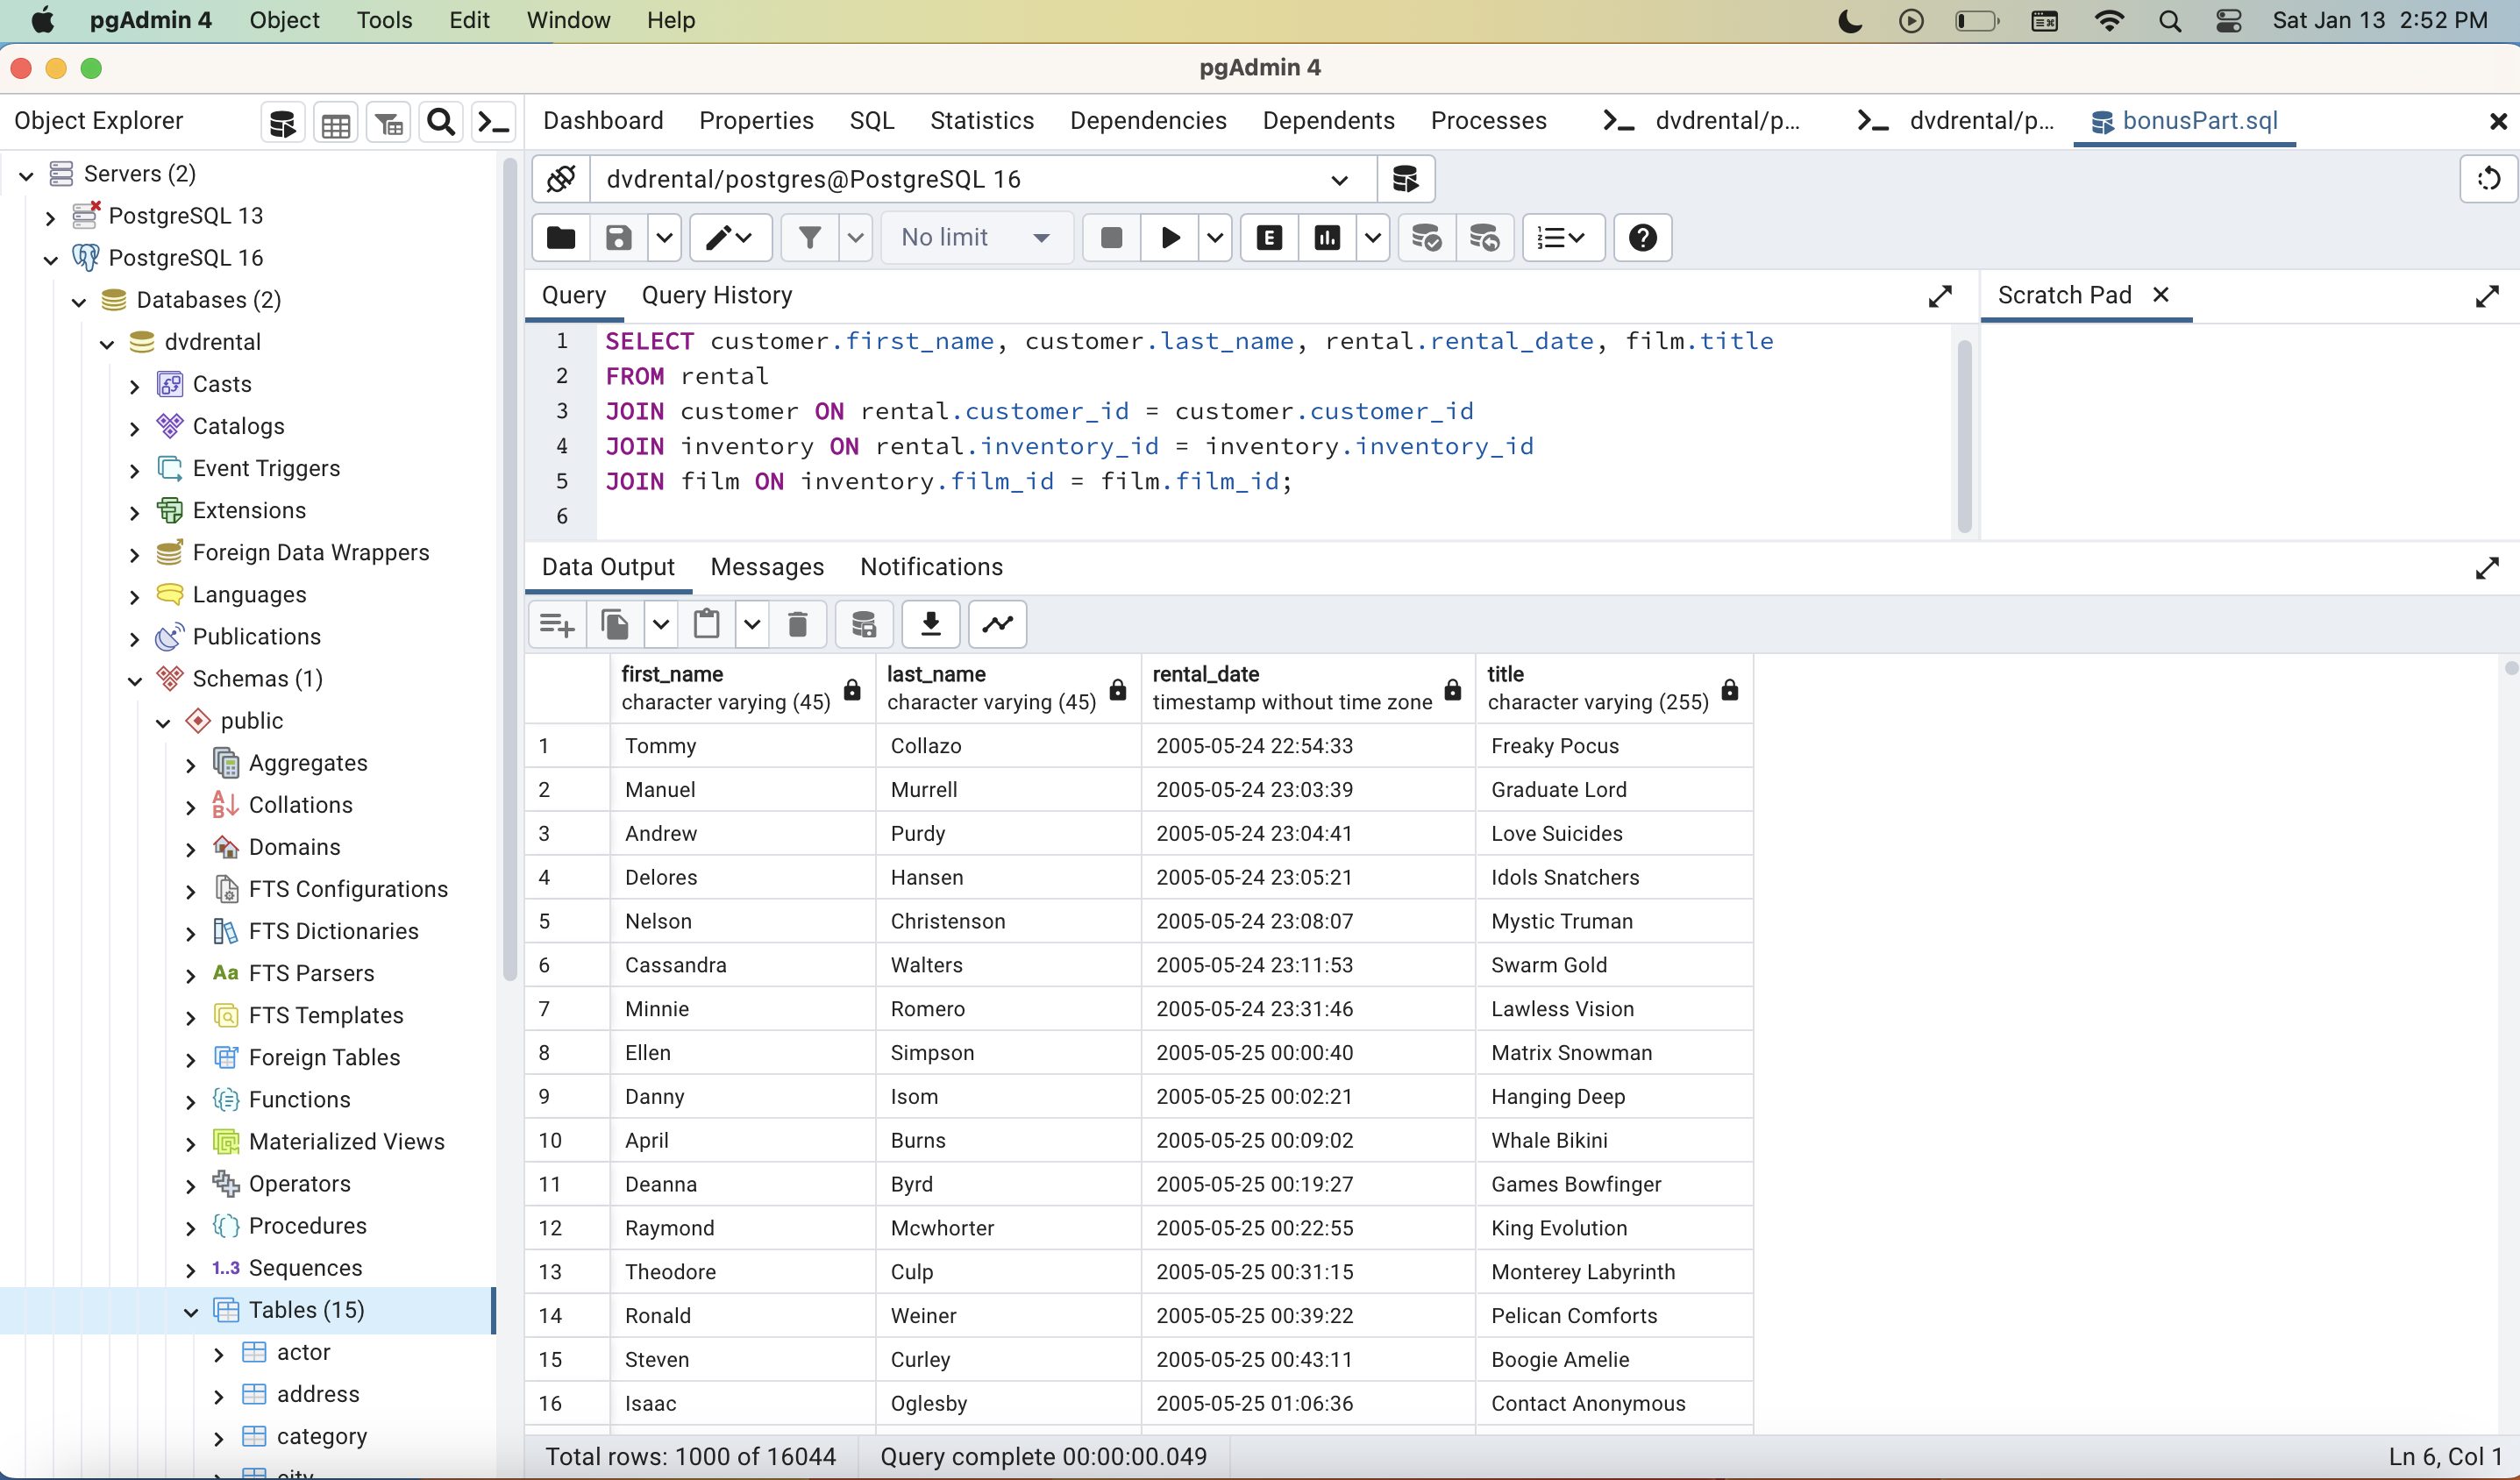 pgAdmin 4 Object Tools Edit Window Help Sat Jan 13 2:52 PM
pgAdmin 4
Object Explorer
Servers (2)
PostgreSQL 13
PostgreSQL 16
Databases (2)
dvdrental
Casts
Catalogs
Event Triggers
Extensions
Foreign Data Wrappers
Languages
Publications
Schemas (1)
public
Aggregates
Collations
Domains
FTS Configurations
FTS Dictionaries
Aa FTS Parsers
FTS Templates
Foreign Tables
Functions
Materialized Views
Operators
Procedures
1..3 Sequences
Tables (15)
actor
address
category
city
Dashboard Properties SQL Statistics Dependencies Dependents Processes dvdrental/p... dvdrental/p... bonusPart.sql
dvdrental/postgres@PostgreSQL 16
No limit E
Query Query History Scratch Pad
1 SELECT customer.first_name, customer.last_name, rental.rental_date, film.title
2 FROM rental
3 JOIN customer ON rental.customer_id = customer.customer_id
4 JOIN inventory ON rental.inventory_id = inventory.inventory_id
5 JOIN film ON inventory.film_id = film.film_id;
6
Data Output Messages Notifications
first_name last_name rental_date title
character varying (45) character varying (45) timestamp without time zone character varying (255)
1 Tommy Collazo 2005-05-24 22:54:33 Freaky Pocus
2 Manuel Murrell 2005-05-24 23:03:39 Graduate Lord
3 Andrew Purdy 2005-05-24 23:04:41 Love Suicides
4 Delores Hansen 2005-05-24 23:05:21 Idols Snatchers
5 Nelson Christenson 2005-05-24 23:08:07 Mystic Truman
6 Cassandra Walters 2005-05-24 23:11:53 Swarm Gold
7 Minnie Romero 2005-05-24 23:31:46 Lawless Vision
8 Ellen Simpson 2005-05-25 00:00:40 Matrix Snowman
9 Danny Isom 2005-05-25 00:02:21 Hanging Deep
10 April Burns 2005-05-25 00:09:02 Whale Bikini
11 Deanna Byrd 2005-05-25 00:19:27 Games Bowfinger
12 Raymond Mcwhorter 2005-05-25 00:22:55 King Evolution
13 Theodore Culp 2005-05-25 00:31:15 Monterey Labyrinth
14 Ronald Weiner 2005-05-25 00:39:22 Pelican Comforts
15 Steven Curley 2005-05-25 00:43:11 Boogie Amelie
16 Isaac Oglesby 2005-05-25 01:06:36 Contact Anonymous
Total rows: 1000 of 16044 Query complete 00:00:00.049 Ln 6, Col 1